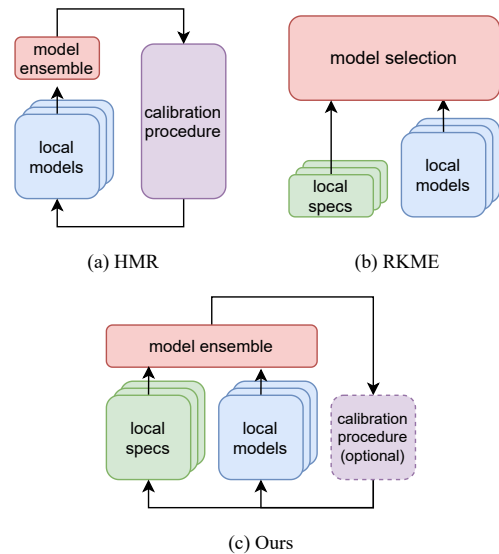 model
ensemble
local
models
calibration
procedure
(a) HMR
model selection
local
specs
local
models
(b) RKME
model ensemble
local
specs
local
models
calibration
procedure
(optional)
(c) Ours